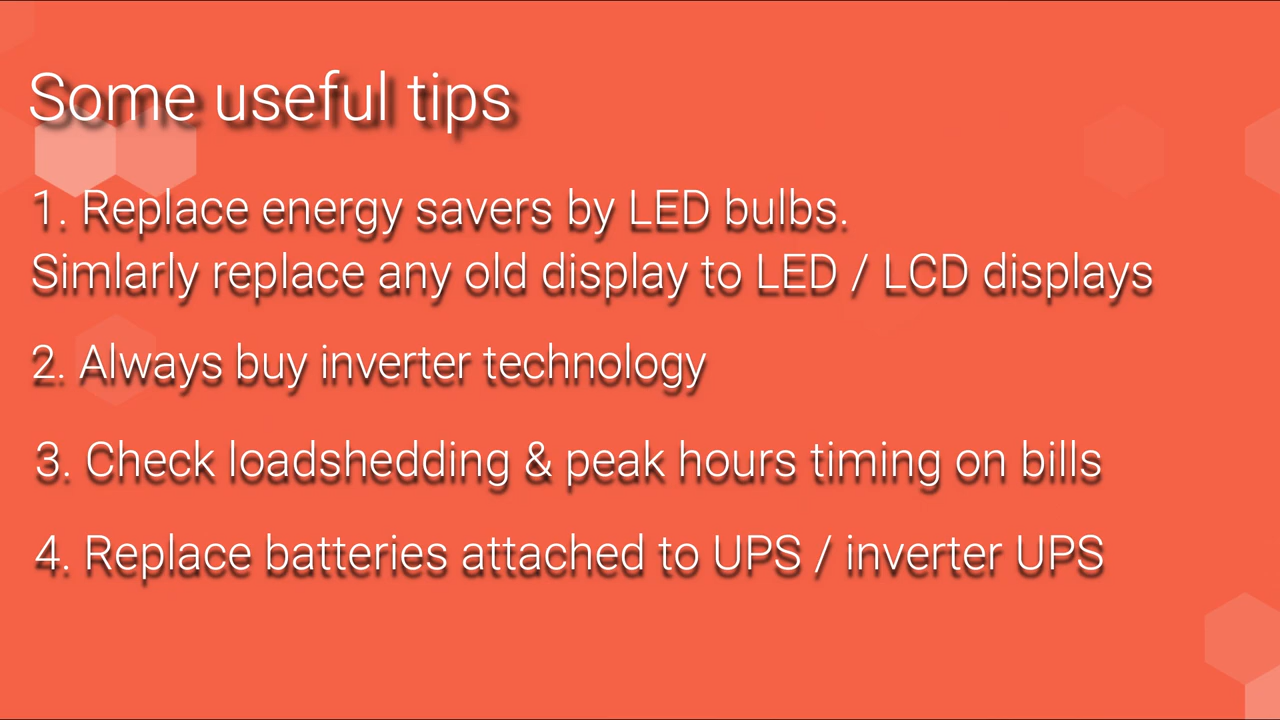 Some useful tips
1. Replace energy savers by LED bulbs.
Simlarly replace any old display to LED / LCD displays
2. Always buy inverter technology
3. Check loadshedding & peak hours timing on bills
4. Replace batteries attached to UPS / inverter UPS